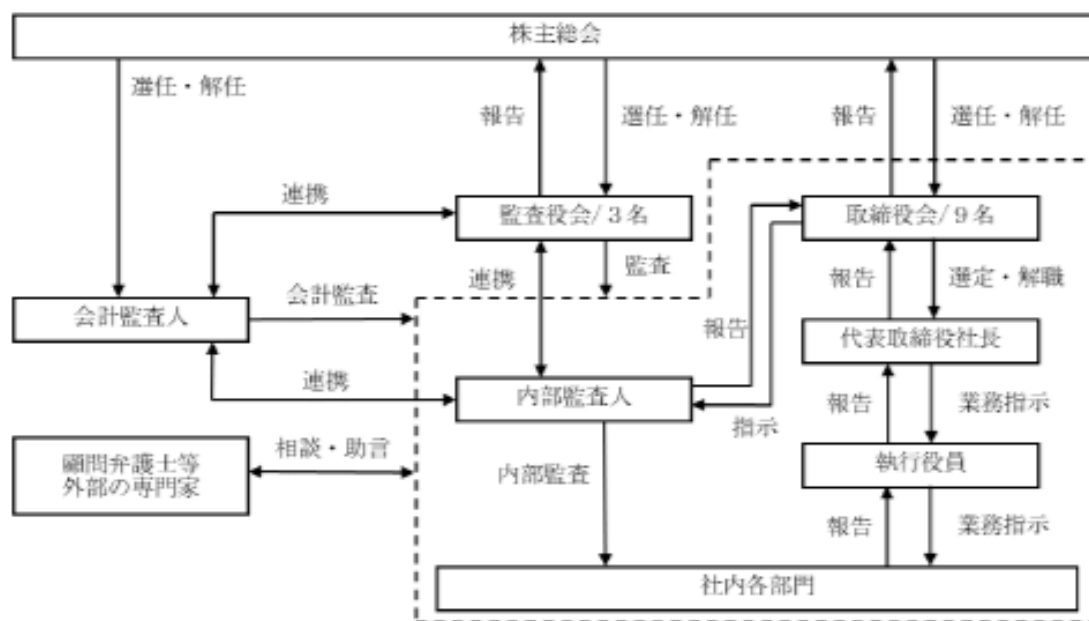 株主総会
選任・解任
報告
選任・解任
報告
選任・解任
連携
監査役会/3名
取締役会/9名
監査
連携
報告
選定・解職
会計監査人
会計監査
報告
代表取締役社長
連携
内部監査人
指示
報告
業務指示
顧問弁護士等
外部の専門家
相談・助言
内部監査
執行役員
報告
業務指示
社内各部門